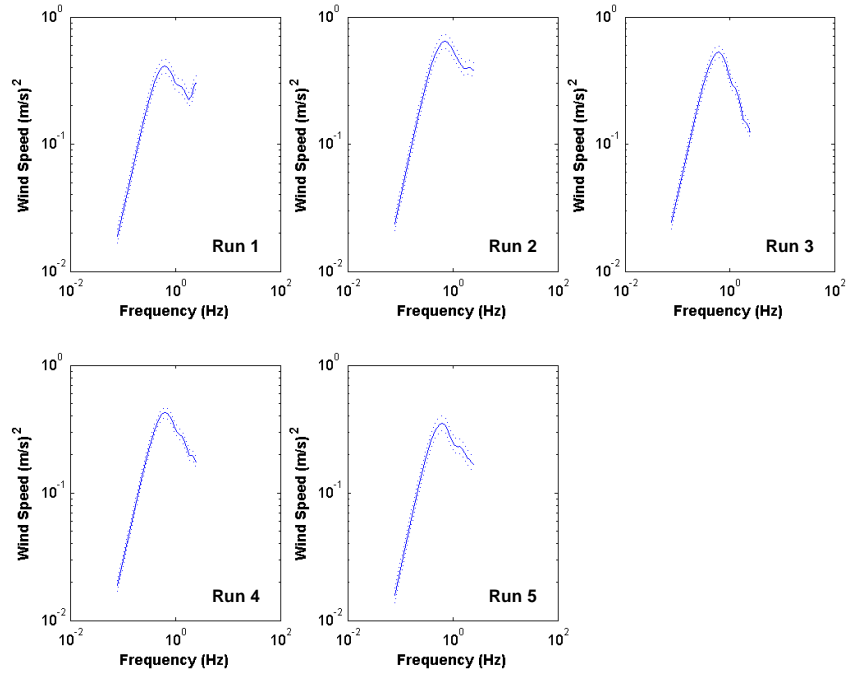 10^0
10^-1
10^-2
Wind Speed (m/s)^2
Run 1
10^-2 10^0 10^2
Frequency (Hz)
10^0
10^-1
10^-2
Wind Speed (m/s)^2
Run 2
10^-2 10^0 10^2
Frequency (Hz)
10^0
10^-1
10^-2
Wind Speed (m/s)^2
Run 3
10^-2 10^0 10^2
Frequency (Hz)
10^0
10^-1
10^-2
Wind Speed (m/s)^2
Run 4
10^-2 10^0 10^2
Frequency (Hz)
10^0
10^-1
10^-2
Wind Speed (m/s)^2
Run 5
10^-2 10^0 10^2
Frequency (Hz)